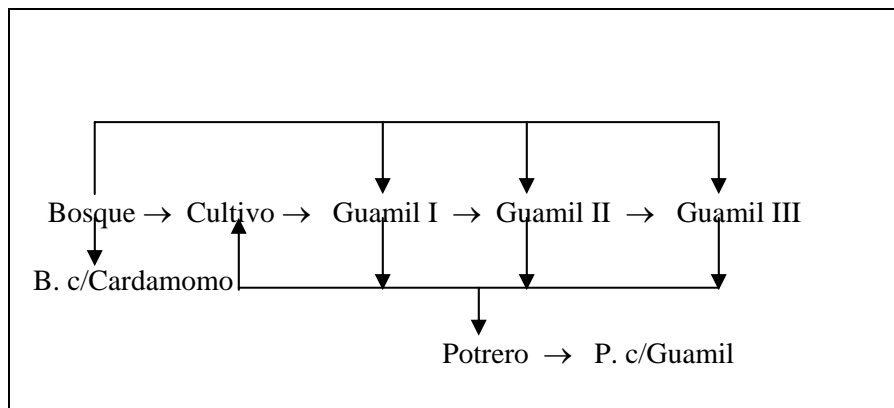 Bosque → Cultivo → Guamil I → Guamil II → Guamil III
B. c/Cardamomo
Potrero → P. c/Guamil